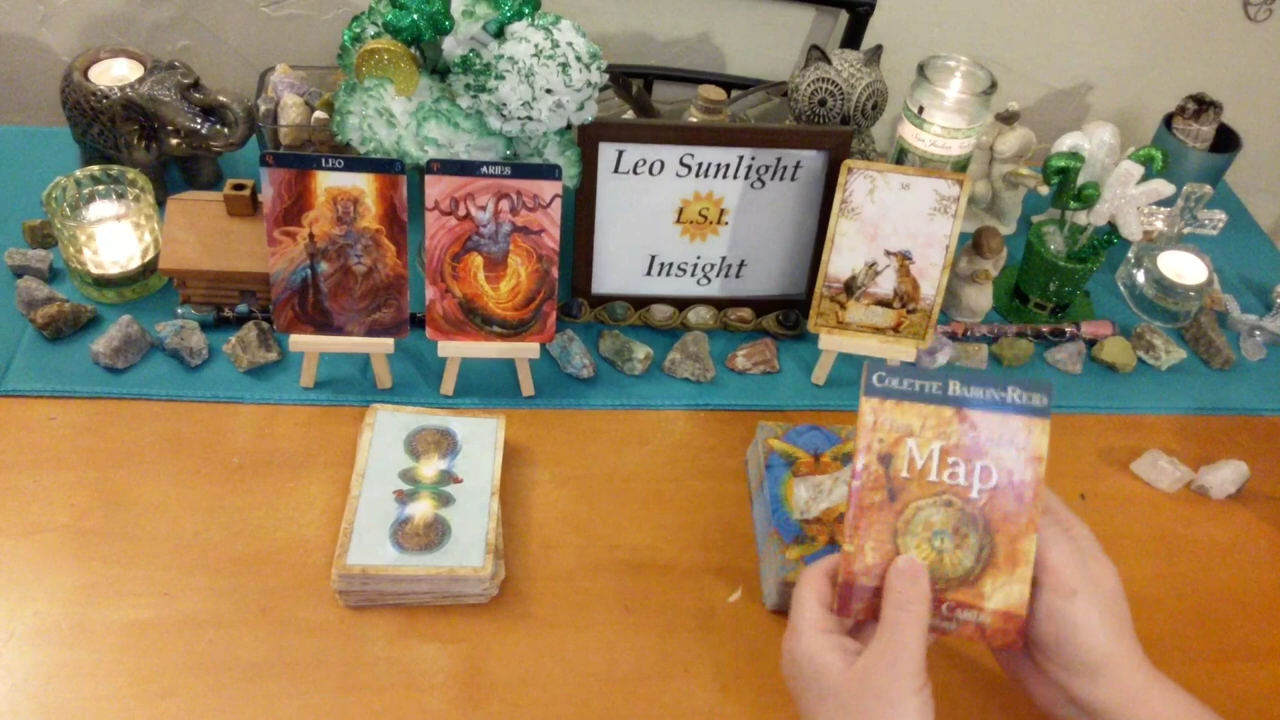 LEO
ARIES
Leo Sunlight
L.S.I.
Insight
38
Colette Baron-Reid
Map